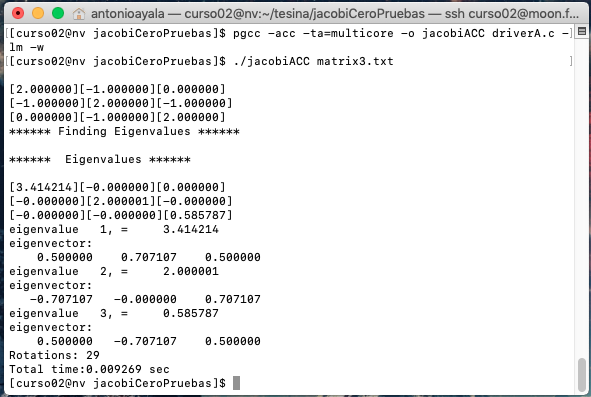 antonioayala — curso02@nv:~/tesina/jacobiCeroPruebas — ssh curso02@moon.f...
[[curso02@nv jacobiCeroPruebas]$ pgcc -acc -ta=multicore -o jacobiACC driverA.c -]
lm -w
[[curso02@nv jacobiCeroPruebas]$ ./jacobiACC matrix3.txt ]
[2.000000][-1.000000][0.000000]
[-1.000000][2.000000][-1.000000]
[0.000000][-1.000000][2.000000]
****** Finding Eigenvalues ******
******  Eigenvalues ******
[3.414214][-0.000000][0.000000]
[-0.000000][2.000001][-0.000000]
[-0.000000][-0.000000][0.585787]
eigenvalue   1, =     3.414214
eigenvector:
    0.500000    0.707107    0.500000
eigenvalue   2, =     2.000001
eigenvector:
   -0.707107   -0.000000    0.707107
eigenvalue   3, =     0.585787
eigenvector:
    0.500000   -0.707107    0.500000
Rotations: 29
Total time:0.009269 sec
[curso02@nv jacobiCeroPruebas]$